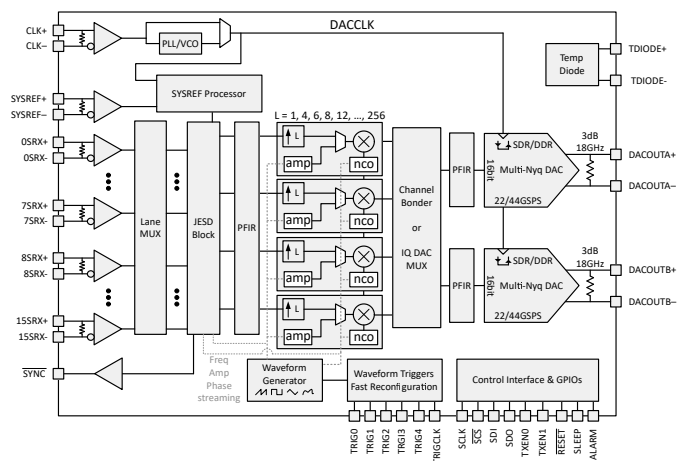 CLK+
CLK–
PLL/VCO
DACCLK
Temp
Diode
TDIODE+
TDIODE-
SYSREF+
SYSREF–
SYSREF Processor
L = 1, 4, 6, 8, 12, ..., 256
0SRX+
0SRX-
7SRX+
7SRX-
8SRX+
8SRX-
15SRX+
15SRX-
SYNC
Lane
MUX
JESD
Block
PFIR
L
amp
nco
L
amp
nco
L
amp
nco
L
amp
nco
Channel
Bonder
or
IQ DAC
MUX
PFIR
16bit
SDR/DDR
Multi-Nyq DAC
22/44GSPS
3dB
18GHz
DACOUTA+
DACOUTA–
PFIR
16bit
SDR/DDR
Multi-Nyq DAC
22/44GSPS
3dB
18GHz
DACOUTB+
DACOUTB–
Freq
Amp
Phase
streaming
Waveform
Generator
Waveform Triggers
Fast Reconfiguration
Control Interface & GPIOs
TRIG0
TRIG1
TRIG2
TRIGI3
TRIG4
TRIGCLK
SCLK
SCS
SDI
SDO
TXEN0
TXEN1
RESET
SLEEP
ALARM